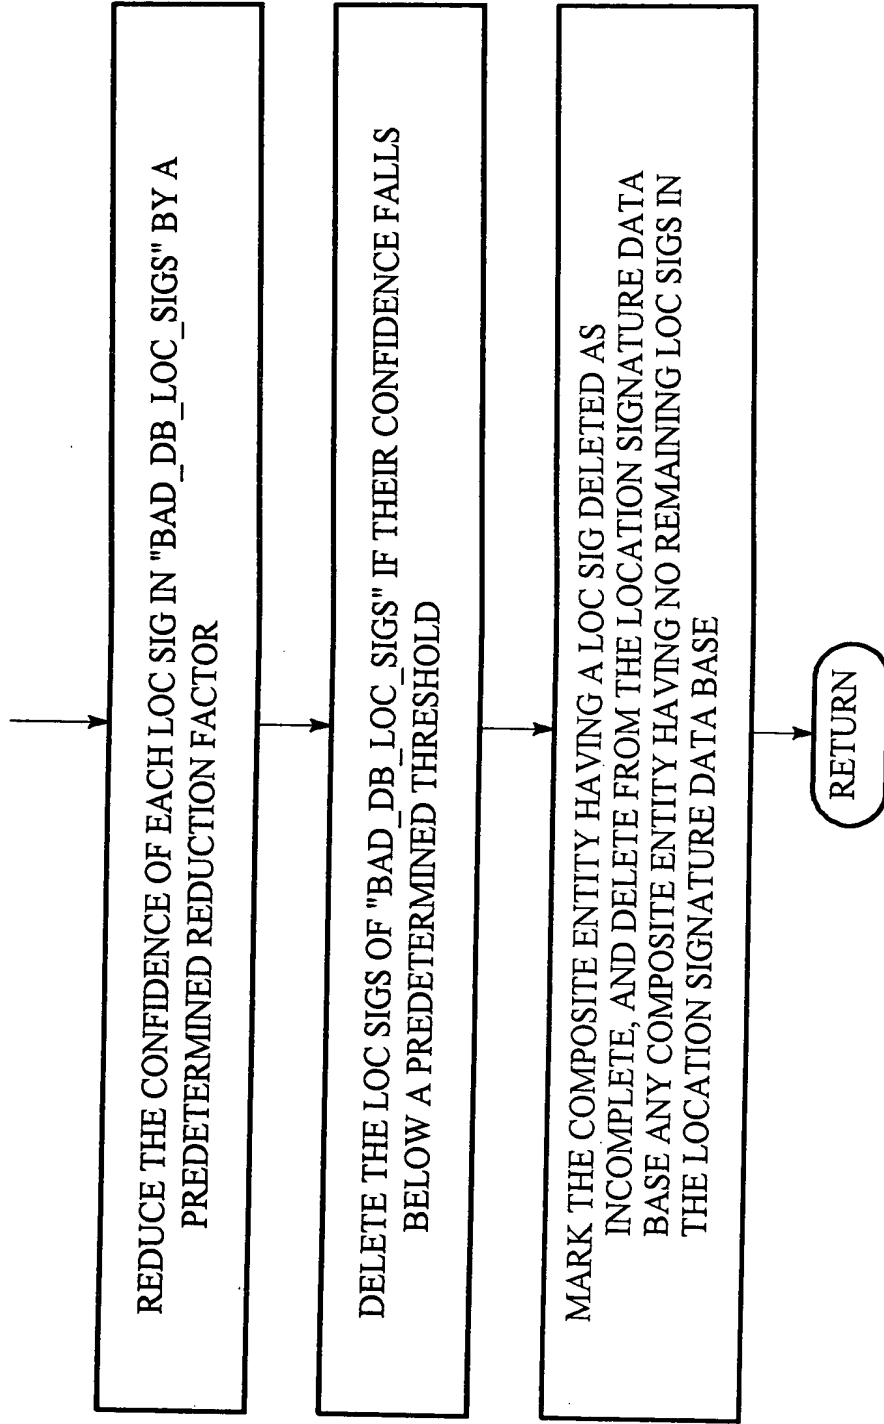 REDUCE THE CONFIDENCE OF EACH LOC SIG IN "BAD_DB_LOC_SIGS" BY A
PREDETERMINED REDUCTION FACTOR
DELETE THE LOC SIGS OF "BAD_DB_LOC_SIGS" IF THEIR CONFIDENCE FALLS
BELOW A PREDETERMINED THRESHOLD
MARK THE COMPOSITE ENTITY HAVING A LOC SIG DELETED AS
INCOMPLETE, AND DELETE FROM THE LOCATION SIGNATURE DATA
BASE ANY COMPOSITE ENTITY HAVING NO REMAINING LOC SIGS IN
THE LOCATION SIGNATURE DATA BASE
RETURN